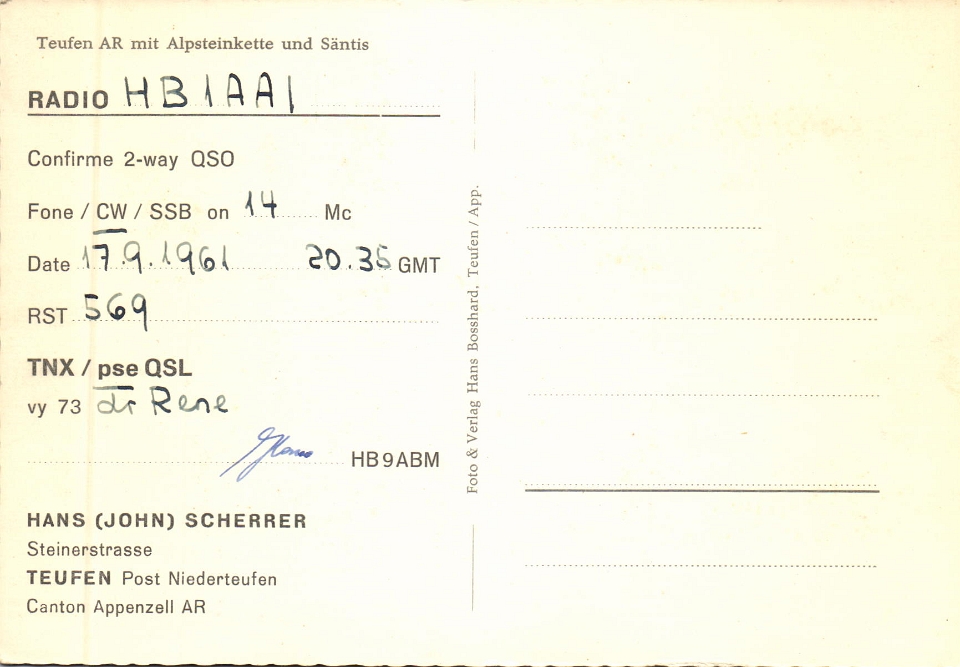 Teufen AR mit Alpsteinkette und Säntis
RADIO HB1AAI
Confirme 2-way QSO
Fone / CW / SSB on 14 Mc
Date 17.9.1961 20.35 GMT
RST 569
TNX / pse QSL
vy 73 dr Rene
HB9ABM
HANS (JOHN) SCHERRER
Steinerstrasse
TEUFEN Post Niederteufen
Canton Appenzell AR
Foto & Verlag Hans Bosshard, Teufen / App.